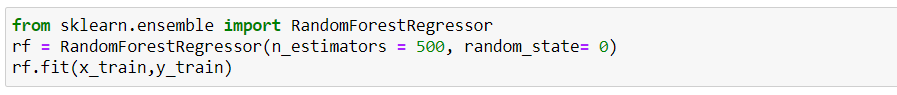 from sklearn.ensemble import RandomForestRegressor
rf = RandomForestRegressor(n_estimators = 500, random_state= 0)
rf.fit(x_train,y_train)